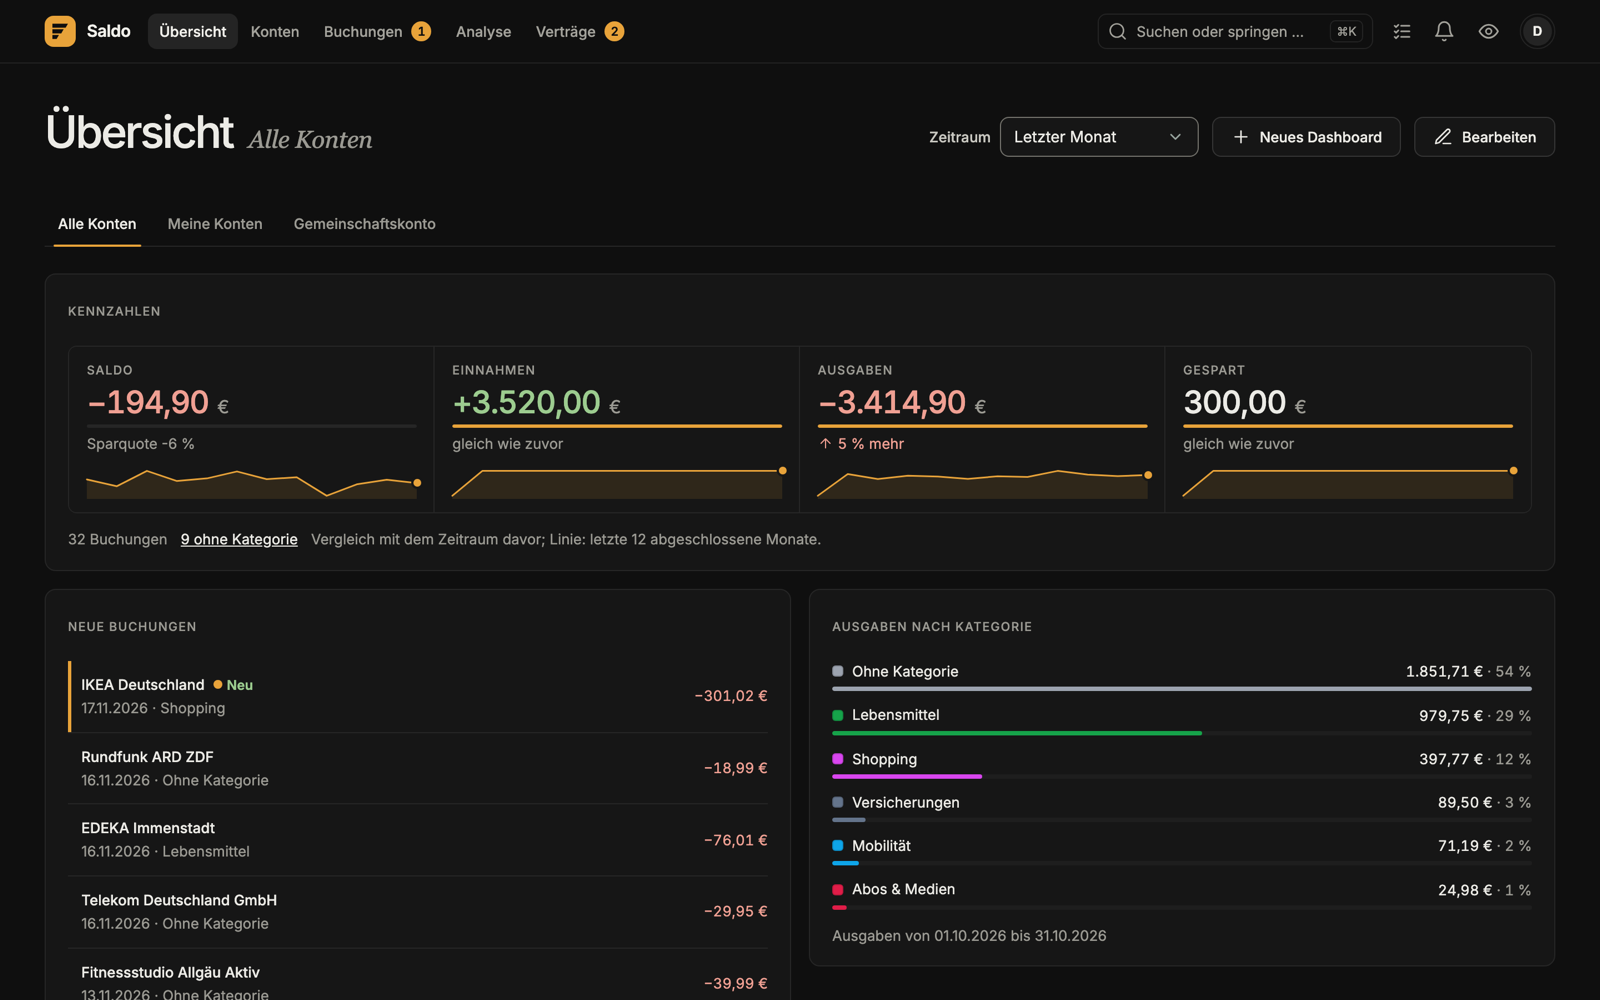 Saldo Übersicht Konten Buchungen 1 Analyse Verträge 2 Suchen oder springen ... ⌘K D
Übersicht Alle Konten Zeitraum Letzter Monat Neues Dashboard Bearbeiten
Alle Konten Meine Konten Gemeinschaftskonto
KENNZAHLEN
SALDO
−194,90 €
Sparquote -6 %
EINNAHMEN
+3.520,00 €
gleich wie zuvor
AUSGABEN
−3.414,90 €
↑ 5 % mehr
GESPART
300,00 €
gleich wie zuvor
32 Buchungen 9 ohne Kategorie Vergleich mit dem Zeitraum davor; Linie: letzte 12 abgeschlossene Monate.
NEUE BUCHUNGEN
IKEA Deutschland Neu
17.11.2026 · Shopping
−301,02 €
Rundfunk ARD ZDF
16.11.2026 · Ohne Kategorie
−18,99 €
EDEKA Immenstadt
16.11.2026 · Lebensmittel
−76,01 €
Telekom Deutschland GmbH
16.11.2026 · Ohne Kategorie
−29,95 €
Fitnessstudio Allgäu Aktiv
13.11.2026 · Ohne Kategorie
−39,99 €
AUSGABEN NACH KATEGORIE
Ohne Kategorie 1.851,71 € · 54 %
Lebensmittel 979,75 € · 29 %
Shopping 397,77 € · 12 %
Versicherungen 89,50 € · 3 %
Mobilität 71,19 € · 2 %
Abos & Medien 24,98 € · 1 %
Ausgaben von 01.10.2026 bis 31.10.2026